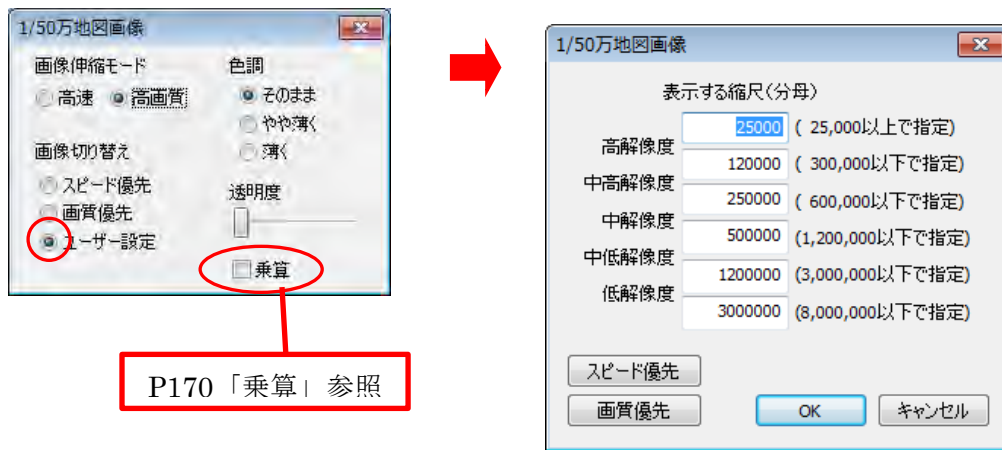 1/50万地図画像
画像伸縮モード
高速 高画質
画像切り替え
スピード優先
画質優先
ユーザー設定
色調
そのまま
やや薄く
薄く
透明度
乗算
P170「乗算」参照
1/50万地図画像
表示する縮尺(分母)
25000 ( 25,000以上で指定)
高解像度
120000 ( 300,000以下で指定)
中高解像度
250000 ( 600,000以下で指定)
中解像度
500000 (1,200,000以下で指定)
中低解像度
1200000 (3,000,000以下で指定)
低解像度
3000000 (8,000,000以下で指定)
スピード優先
画質優先 OK キャンセル